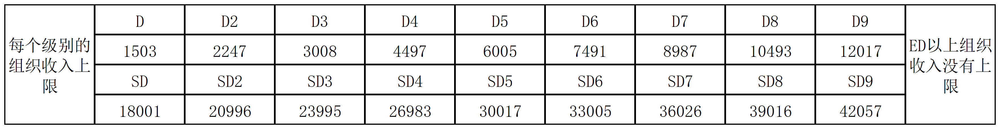 每个级别的
组织收入上
限
D D2 D3 D4 D5 D6 D7 D8 D9
1503 2247 3008 4497 6005 7491 8987 10493 12017
SD SD2 SD3 SD4 SD5 SD6 SD7 SD8 SD9
18001 20996 23995 26983 30017 33005 36026 39016 42057
ED以上组织
收入没有上
限